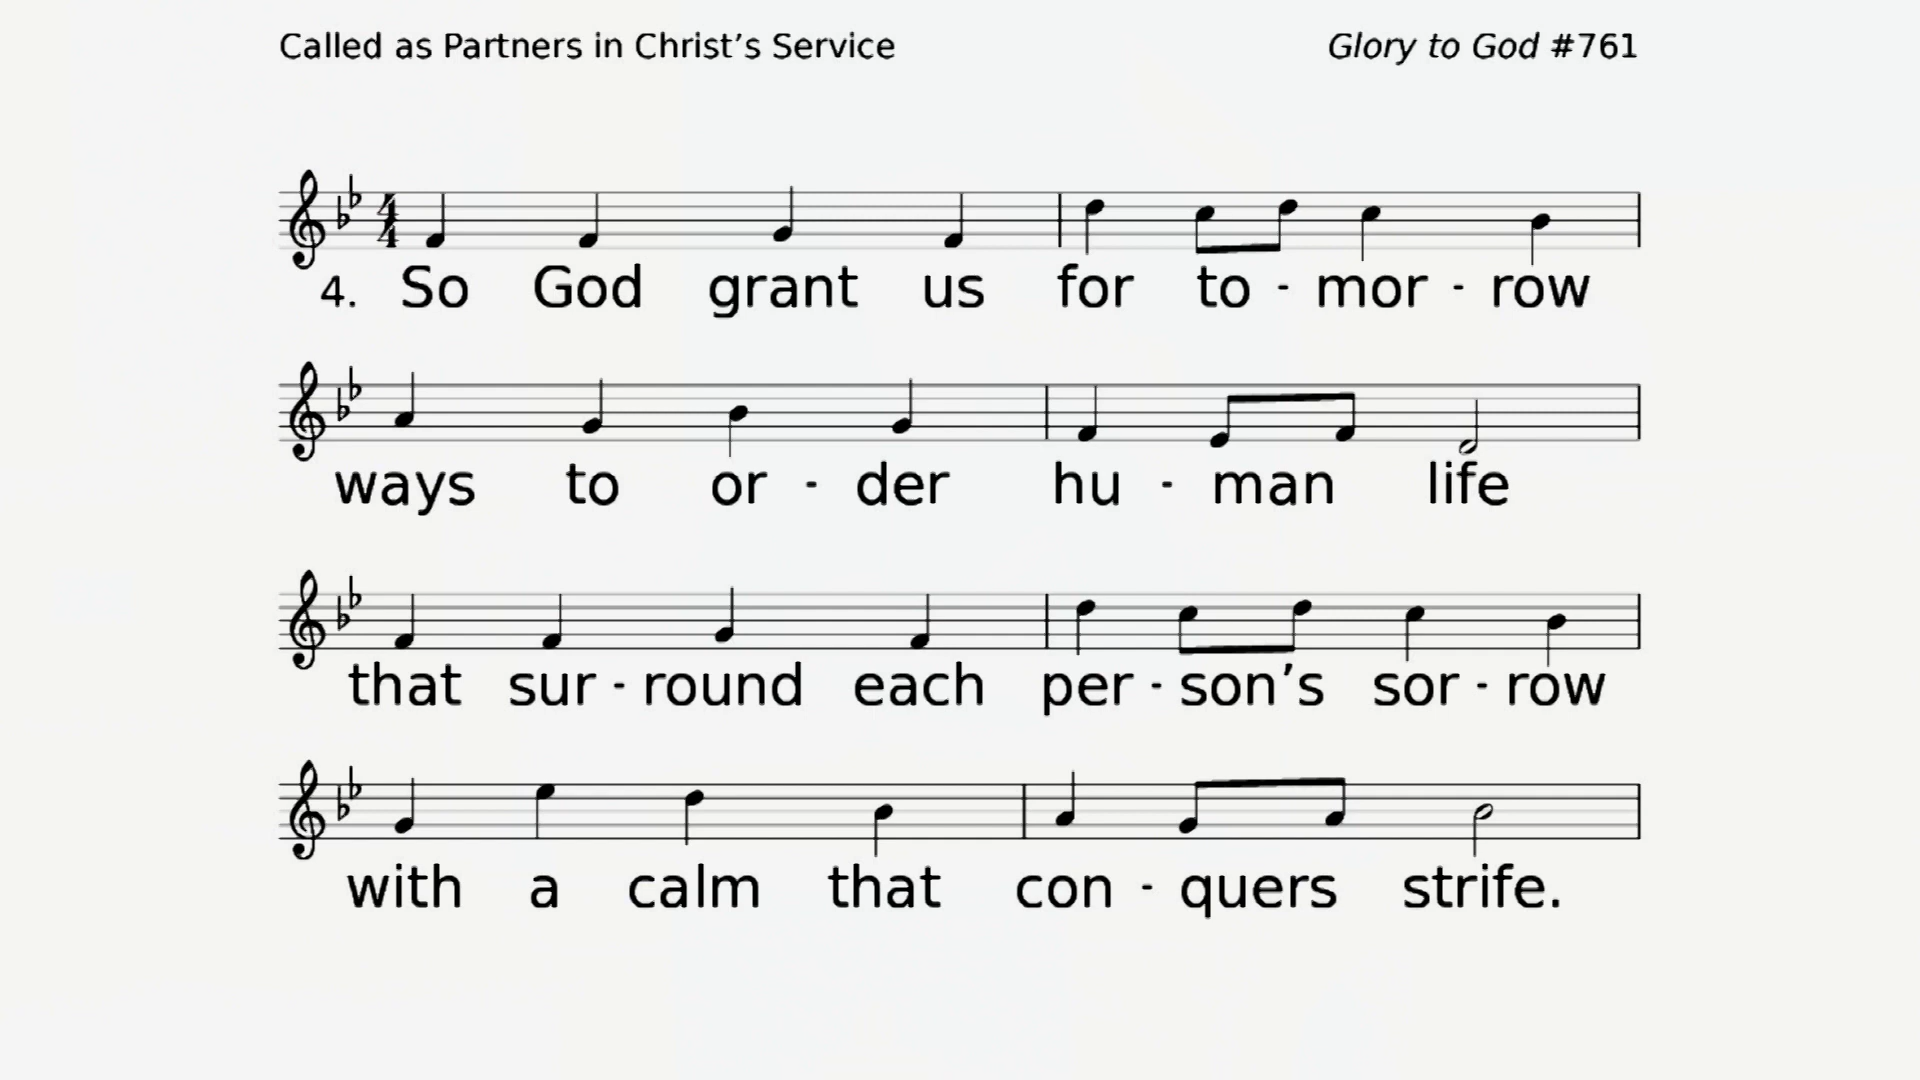 Called as Partners in Christ’s Service
Glory to God #761
4. So God grant us for to - mor - row
ways to or - der hu - man life
that sur - round each per - son’s sor - row
with a calm that con - quers strife.